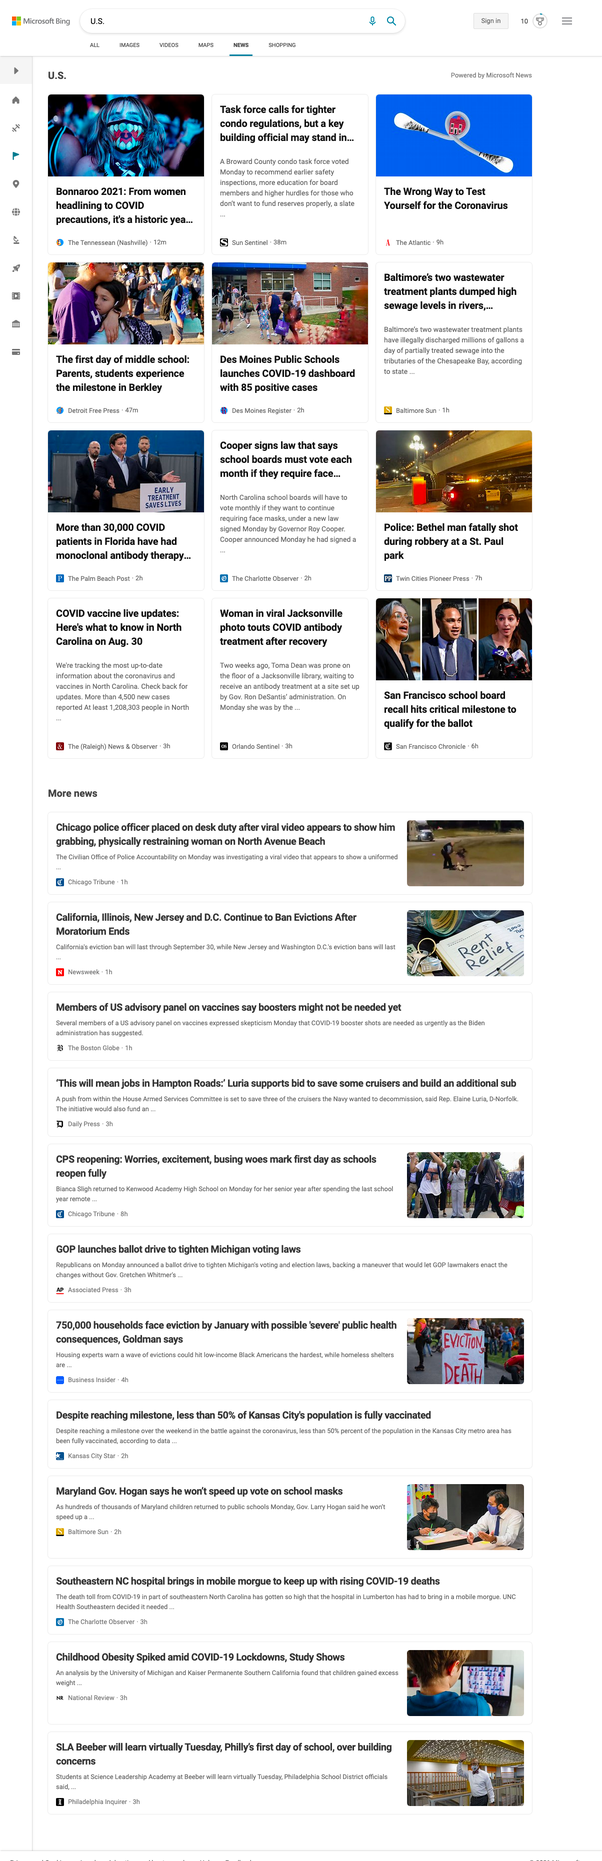 Microsoft Bing
U.S.
Sign in
10
ALL
IMAGES
VIDEOS
MAPS
NEWS
SHOPPING
U.S.
Powered by Microsoft News
Bonnaroo 2021: From women
headlining to COVID
precautions, it's a historic yea...
The Tennessean (Nashville) · 12m
Task force calls for tighter
condo regulations, but a key
building official may stand in...
A Broward County condo task force voted
Monday to recommend earlier safety
inspections, more education for board
members and higher hurdles for those who
don't want to fund reserves properly, a slate
...
Sun Sentinel · 38m
The Wrong Way to Test
Yourself for the Coronavirus
The Atlantic · 9h
The first day of middle school:
Parents, students experience
the milestone in Berkley
Detroit Free Press · 47m
Des Moines Public Schools
launches COVID-19 dashboard
with 85 positive cases
Des Moines Register · 2h
Baltimore's two wastewater
treatment plants dumped high
sewage levels in rivers,...
Baltimore's two wastewater treatment plants
have illegally discharged millions of gallons a
day of partially treated sewage into the
tributaries of the Chesapeake Bay, according
to state ...
Baltimore Sun · 1h
EARLY
TREATMENT
SAVES LIVES
More than 30,000 COVID
patients in Florida have had
monoclonal antibody therapy...
The Palm Beach Post · 2h
Cooper signs law that says
school boards must vote each
month if they require face...
North Carolina school boards will have to
vote monthly if they want to continue
requiring face masks, under a new law
signed Monday by Governor Roy Cooper.
Cooper announced Monday he had signed a
...
The Charlotte Observer · 2h
Police: Bethel man fatally shot
during robbery at a St. Paul
park
Twin Cities Pioneer Press · 7h
COVID vaccine live updates:
Here's what to know in North
Carolina on Aug. 30
We're tracking the most up-to-date
information about the coronavirus and
vaccines in North Carolina. Check back for
updates. More than 4,500 new cases
reported At least 1,208,303 people in North
...
The (Raleigh) News & Observer · 3h
Woman in viral Jacksonville
photo touts COVID antibody
treatment after recovery
Two weeks ago, Toma Dean was prone on
the floor of a Jacksonville library, waiting to
receive an antibody treatment at a site set up
by Gov. Ron DeSantis' administration. On
Monday she was by the ...
Orlando Sentinel · 3h
San Francisco school board
recall hits critical milestone to
qualify for the ballot
San Francisco Chronicle · 6h
More news
Chicago police officer placed on desk duty after viral video appears to show him
grabbing, physically restraining woman on North Avenue Beach
The Civilian Office of Police Accountability on Monday was investigating a viral video that appears to show a uniformed
...
Chicago Tribune · 1h
California, Illinois, New Jersey and D.C. Continue to Ban Evictions After
Moratorium Ends
California's eviction ban will last through September 30, while New Jersey and Washington D.C.'s eviction bans will last
...
Newsweek · 1h
Rent
Relief
Members of US advisory panel on vaccines say boosters might not be needed yet
Several members of a US advisory panel on vaccines expressed skepticism Monday that COVID-19 booster shots are needed as urgently as the Biden
administration has suggested.
The Boston Globe · 1h
'This will mean jobs in Hampton Roads:' Luria supports bid to save some cruisers and build an additional sub
A push from within the House Armed Services Committee is set to save three of the cruisers the Navy wanted to decommission, said Rep. Elaine Luria, D-Norfolk.
The initiative would also fund an ...
Daily Press · 3h
CPS reopening: Worries, excitement, busing woes mark first day as schools
reopen fully
Bianca Sligh returned to Kenwood Academy High School on Monday for her senior year after spending the last school
year remote ...
Chicago Tribune · 8h
GOP launches ballot drive to tighten Michigan voting laws
Republicans on Monday announced a ballot drive to tighten Michigan's voting and election laws, backing a maneuver that would let GOP lawmakers enact the
changes without Gov. Gretchen Whitmer's ...
Associated Press · 3h
750,000 households face eviction by January with possible 'severe' public health
consequences, Goldman says
Housing experts warn a wave of evictions could hit low-income Black Americans the hardest, while homeless shelters
are ...
Business Insider · 4h
EVICTION
=
DEATH
Despite reaching milestone, less than 50% of Kansas City's population is fully vaccinated
Despite reaching a milestone over the weekend in the battle against the coronavirus, less than 50% percent of the population in the Kansas City metro area has
been fully vaccinated, according to data ...
Kansas City Star · 2h
Maryland Gov. Hogan says he won't speed up vote on school masks
As hundreds of thousands of Maryland children returned to public schools Monday, Gov. Larry Hogan said he won't
speed up a ...
Baltimore Sun · 2h
Southeastern NC hospital brings in mobile morgue to keep up with rising COVID-19 deaths
The death toll from COVID-19 in part of southeastern North Carolina has gotten so high that the hospital in Lumberton has had to bring in a mobile morgue. UNC
Health Southeastern decided it needed ...
The Charlotte Observer · 3h
Childhood Obesity Spiked amid COVID-19 Lockdowns, Study Shows
An analysis by the University of Michigan and Kaiser Permanente Southern California found that children gained excess
weight ...
National Review · 3h
SLA Beeber will learn virtually Tuesday, Philly's first day of school, over building
concerns
Students at Science Leadership Academy at Beeber will learn virtually Tuesday, Philadelphia School District officials
said, ...
Philadelphia Inquirer · 3h